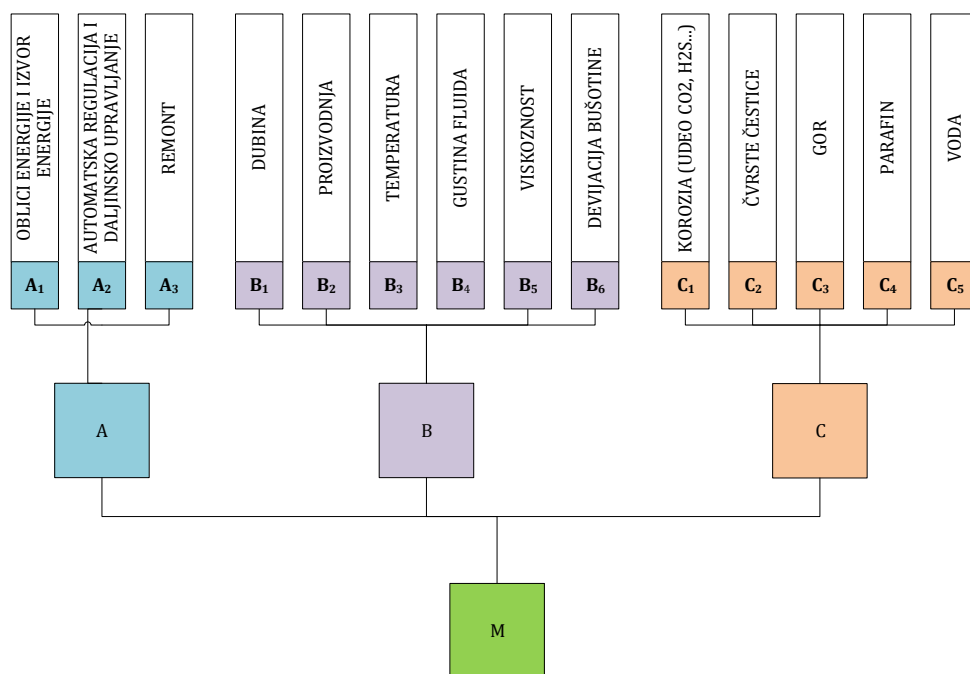 OBLICI ENERGIJE I IZVOR
ENERGIJE
AUTOMATSKA REGULACIJA I
DALJINSKO UPRAVLJANJE
REMONT
DUBINA
PROIZVODNJA
TEMPERATURA
GUSTINA FLUIDA
VISKOZNOST
DEVIJACIJA BUŠOTINE
KOROZIA (UDEO CO2, H2S...)
ČVRSTE ČESTICE
GOR
PARAFIN
VODA
A₁
A₂
A₃
B₁
B₂
B₃
B₄
B₅
B₆
C₁
C₂
C₃
C₄
C₅
A
B
C
M